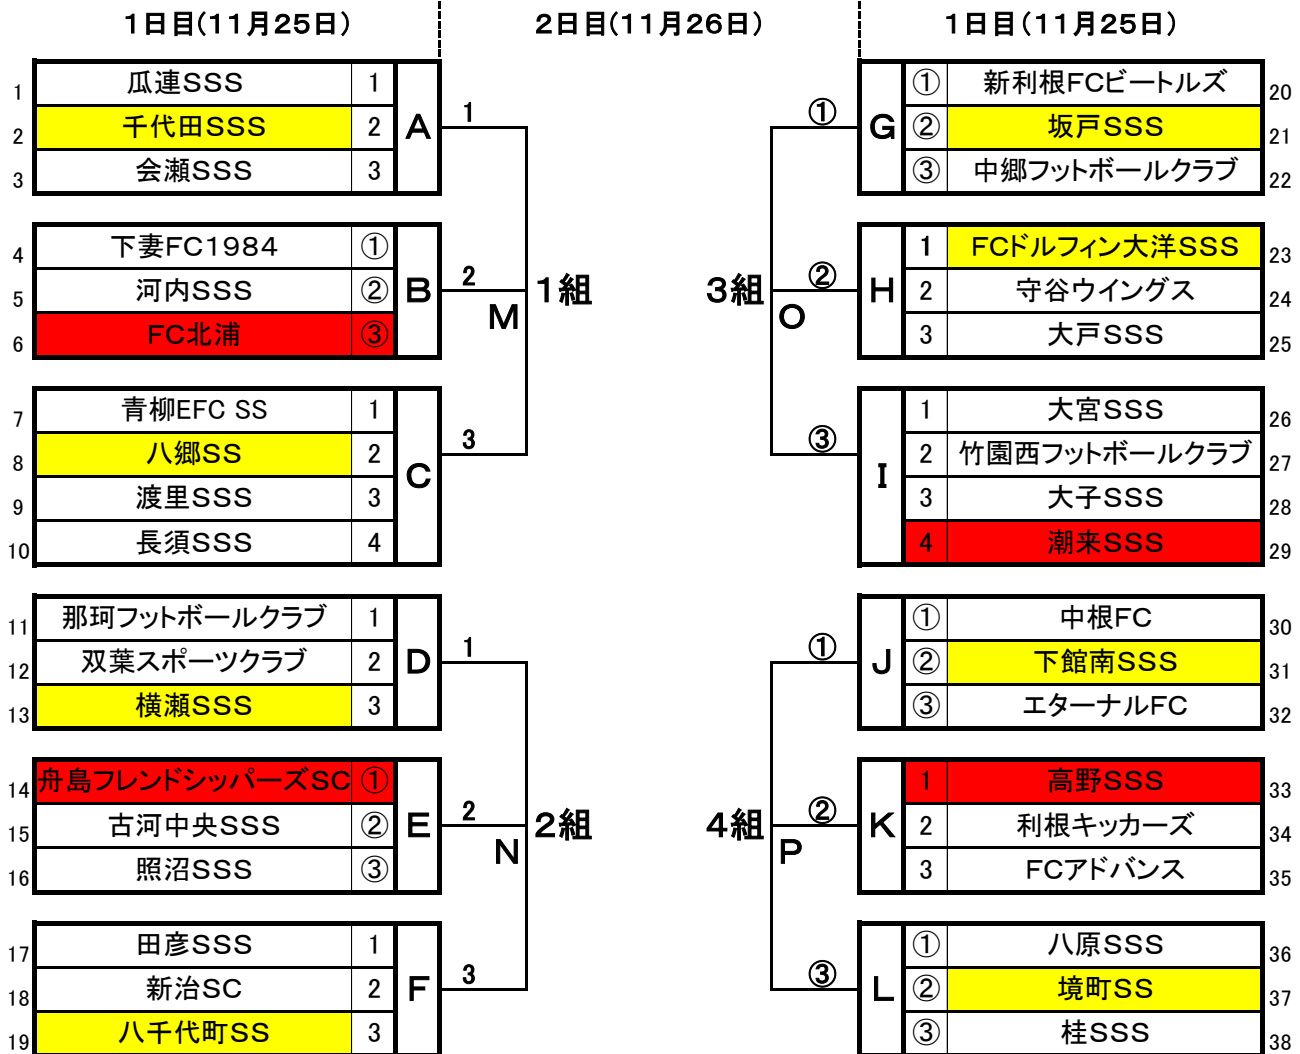 1日目(11月25日)
2日目(11月26日)
1日目(11月25日)
1 瓜連SSS 1
2 千代田SSS 2
3 会瀬SSS 3
A
1
4 下妻FC1984 ①
5 河内SSS ②
6 FC北浦 ③
B
2
M
1組
7 青柳EFC SS 1
8 八郷SS 2
9 渡里SSS 3
10 長須SSS 4
C
3
11 那珂フットボールクラブ 1
12 双葉スポーツクラブ 2
13 横瀬SSS 3
D
1
14 舟島フレンドシッパーズSC ①
15 古河中央SSS ②
16 照沼SSS ③
E
2
N
2組
17 田彦SSS 1
18 新治SC 2
19 八千代町SS 3
F
3
①
G
① 新利根FCビートルズ 20
② 坂戸SSS 21
③ 中郷フットボールクラブ 22
3組
②
O
H
1 FCドルフィン大洋SSS 23
2 守谷ウイングス 24
3 大戸SSS 25
③
I
1 大宮SSS 26
2 竹園西フットボールクラブ 27
3 大子SSS 28
4 潮来SSS 29
①
J
① 中根FC 30
② 下館南SSS 31
③ エターナルFC 32
4組
②
P
K
1 高野SSS 33
2 利根キッカーズ 34
3 FCアドバンス 35
③
L
① 八原SSS 36
② 境町SS 37
③ 桂SSS 38